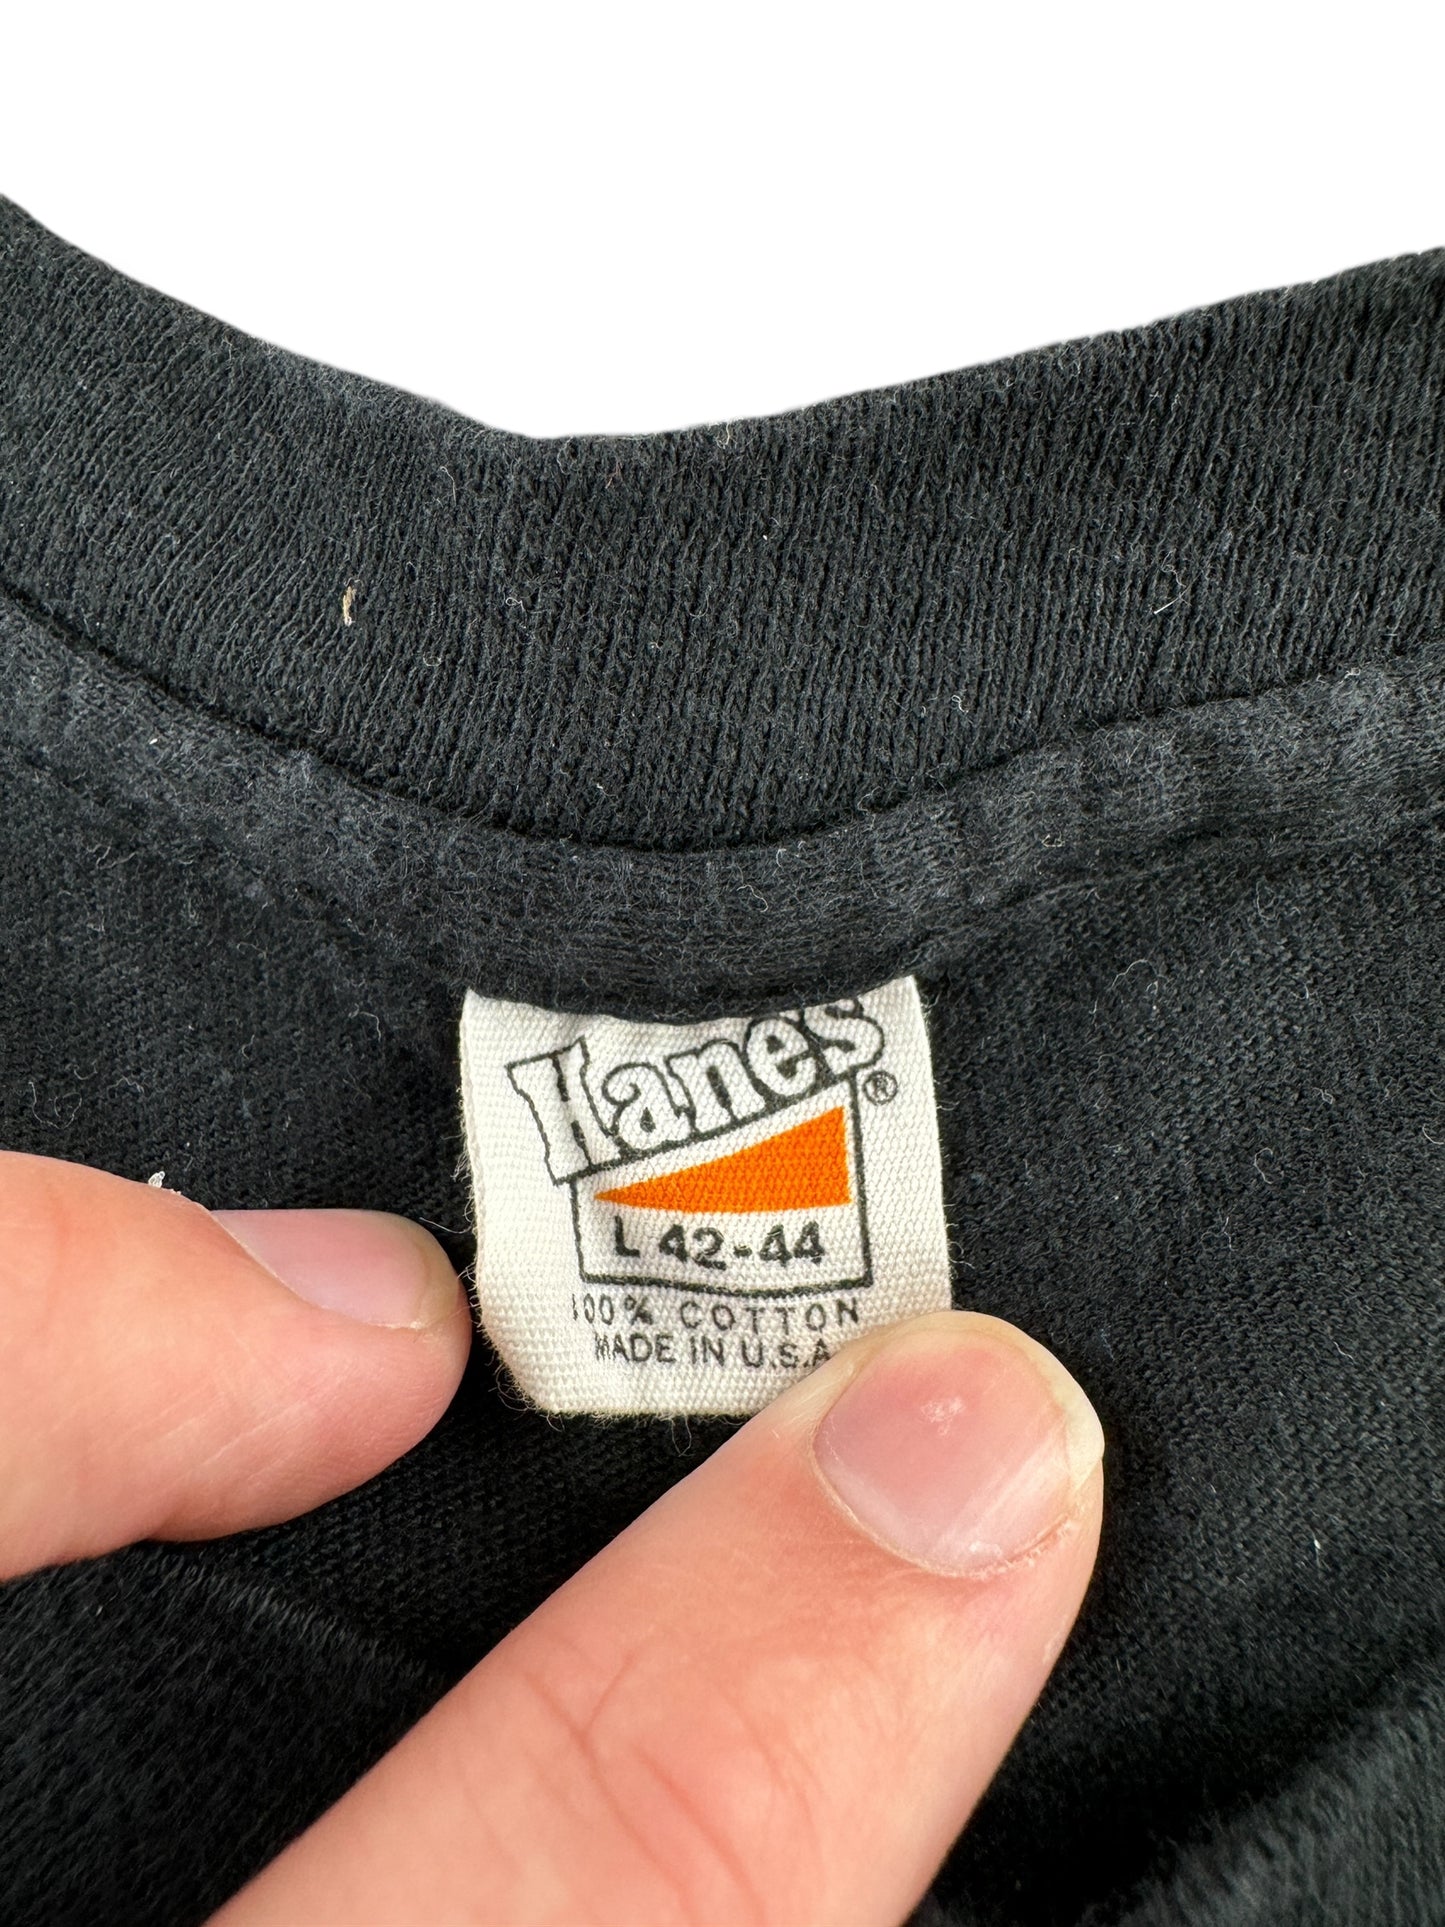 Hanes®
L 42-44
100% COTTON
MADE IN U.S.A.